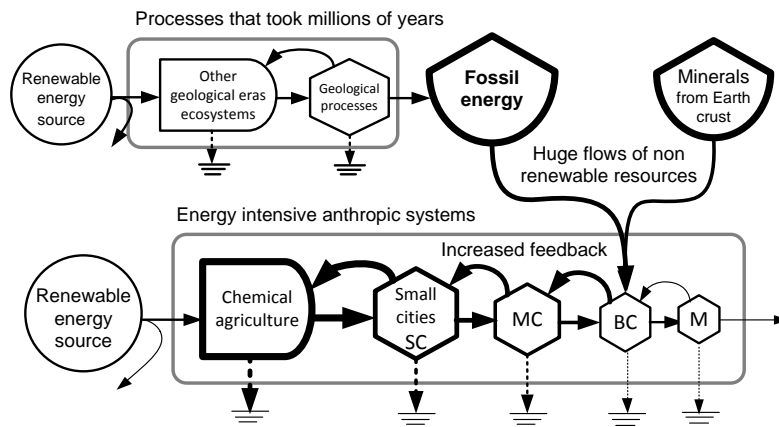 Processes that took millions of years
Renewable
energy
source
Other
geological eras
ecosystems
Geological
processes
Fossil
energy
Minerals
from Earth
crust
Huge flows of non
renewable resources
Energy intensive anthropic systems
Increased feedback
Renewable
energy
source
Chemical
agriculture
Small
cities
SC
MC
BC
M